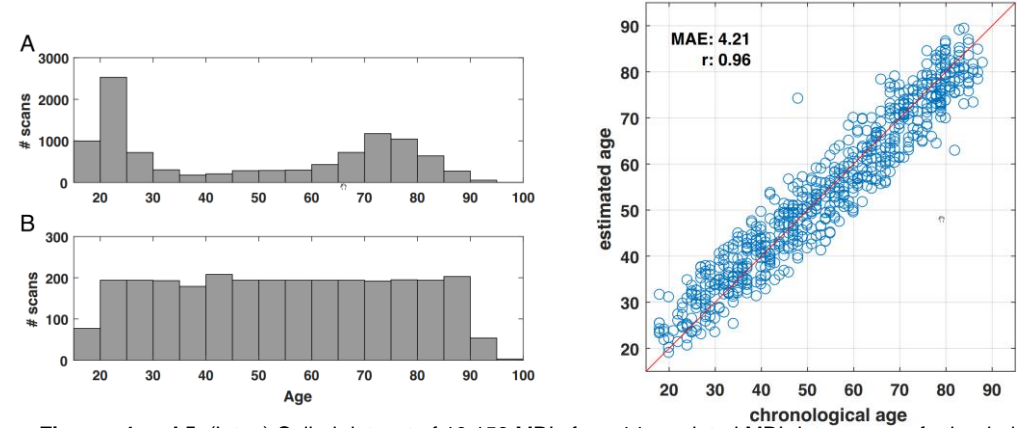 A
3000
2000
1000
0
# scans
20 30 40 50 60 70 80 90 100
B
300
200
100
0
# scans
20 30 40 50 60 70 80 90 100
Age
MAE: 4.21
r: 0.96
90
80
70
60
50
40
30
20
estimated age
20 30 40 50 60 70 80 90
chronological age